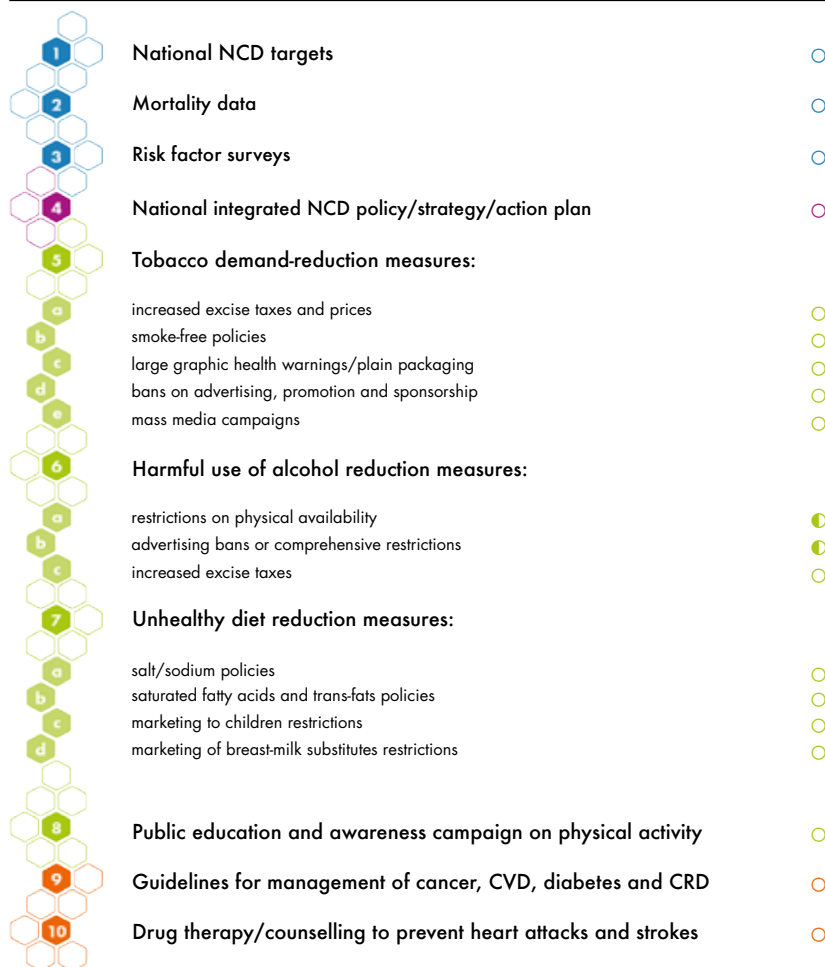 1 National NCD targets ○
2 Mortality data ○
3 Risk factor surveys ○
4 National integrated NCD policy/strategy/action plan ○
5 Tobacco demand-reduction measures:
a increased excise taxes and prices ○
b smoke-free policies ○
c large graphic health warnings/plain packaging ○
d bans on advertising, promotion and sponsorship ○
e mass media campaigns ○
6 Harmful use of alcohol reduction measures:
a restrictions on physical availability ◐
b advertising bans or comprehensive restrictions ◐
c increased excise taxes ○
7 Unhealthy diet reduction measures:
a salt/sodium policies ○
b saturated fatty acids and trans-fats policies ○
c marketing to children restrictions ○
d marketing of breast-milk substitutes restrictions ○
8 Public education and awareness campaign on physical activity ○
9 Guidelines for management of cancer, CVD, diabetes and CRD ○
10 Drug therapy/counselling to prevent heart attacks and strokes ○